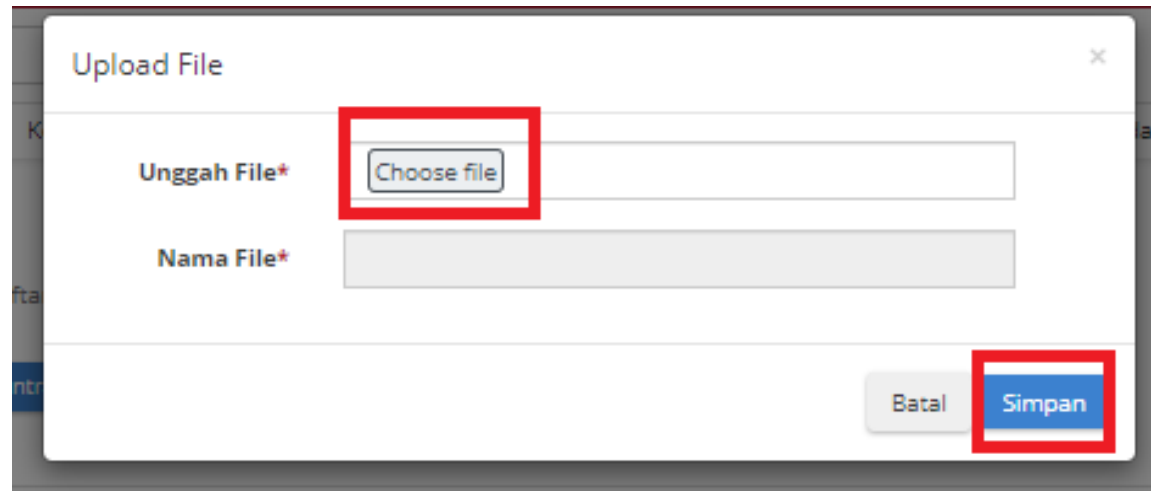 Upload File
×
Unggah File*
Choose file
Nama File*
Batal
Simpan